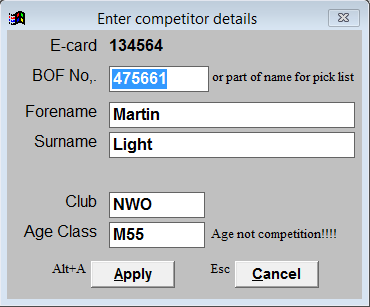 Enter competitor details
E-card 134564
BOF No,. 475661 or part of name for pick list
Forename Martin
Surname Light
Club NWO
Age Class M55 Age not competition!!!!
Alt+A Apply Esc Cancel